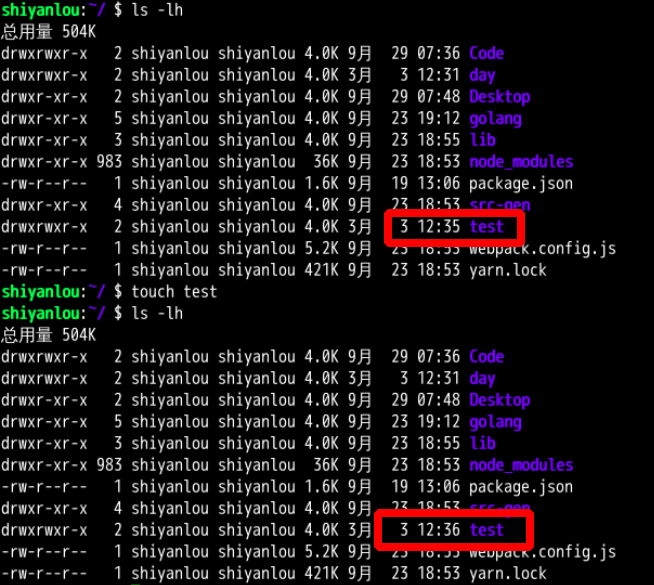 shiyanlou:~/ $ ls -lh
总用量 504K
drwxrwxr-x 2 shiyanlou shiyanlou 4.0K 9月 29 07:36 Code
drwxrwxr-x 2 shiyanlou shiyanlou 4.0K 3月 3 12:31 day
drwxrwxr-x 2 shiyanlou shiyanlou 4.0K 9月 29 07:48 Desktop
drwxr-xr-x 5 shiyanlou shiyanlou 4.0K 9月 23 19:12 golang
drwxr-xr-x 3 shiyanlou shiyanlou 4.0K 9月 23 18:55 lib
drwxr-xr-x 983 shiyanlou shiyanlou 36K 9月 23 18:53 node_modules
-rw-r--r-- 1 shiyanlou shiyanlou 1.6K 9月 19 13:06 package.json
drwxr-xr-x 4 shiyanlou shiyanlou 4.0K 9月 23 18:53 src-gen
drwxrwxr-x 2 shiyanlou shiyanlou 4.0K 3月 3 12:35 test
-rw-r--r-- 1 shiyanlou shiyanlou 5.2K 9月 23 18:53 webpack.config.js
-rw-r--r-- 1 shiyanlou shiyanlou 421K 9月 23 18:53 yarn.lock
shiyanlou:~/ $ touch test
shiyanlou:~/ $ ls -lh
总用量 504K
drwxrwxr-x 2 shiyanlou shiyanlou 4.0K 9月 29 07:36 Code
drwxrwxr-x 2 shiyanlou shiyanlou 4.0K 3月 3 12:31 day
drwxrwxr-x 2 shiyanlou shiyanlou 4.0K 9月 29 07:48 Desktop
drwxr-xr-x 5 shiyanlou shiyanlou 4.0K 9月 23 19:12 golang
drwxr-xr-x 3 shiyanlou shiyanlou 4.0K 9月 23 18:55 lib
drwxr-xr-x 983 shiyanlou shiyanlou 36K 9月 23 18:53 node_modules
-rw-r--r-- 1 shiyanlou shiyanlou 1.6K 9月 19 13:06 package.json
drwxr-xr-x 4 shiyanlou shiyanlou 4.0K 9月 23 18:53 src-gen
drwxrwxr-x 2 shiyanlou shiyanlou 4.0K 3月 3 12:36 test
-rw-r--r-- 1 shiyanlou shiyanlou 5.2K 9月 23 18:53 webpack.config.js
-rw-r--r-- 1 shiyanlou shiyanlou 421K 9月 23 18:53 yarn.lock